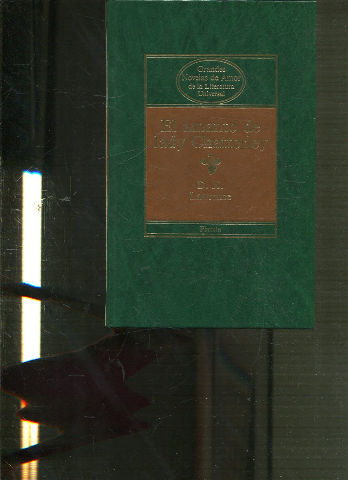 Grandes
Novelas de Amor
de la Literatura
Universal
El amante de
lady Chatterley
D. H.
Lawrence
Planeta